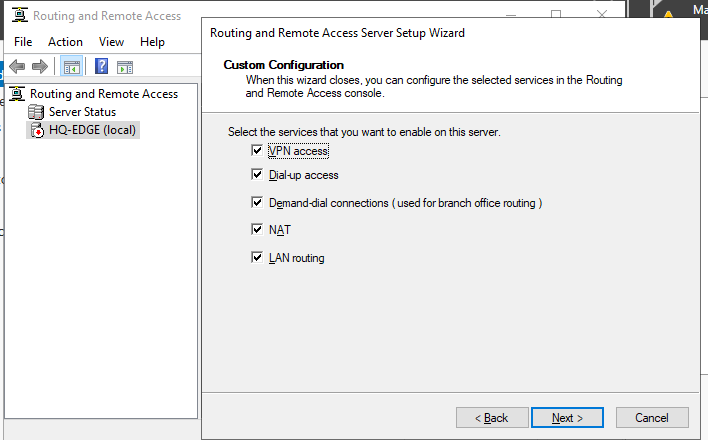 Routing and Remote Access
File Action View Help
Routing and Remote Access
Server Status
HQ-EDGE (local)
Routing and Remote Access Server Setup Wizard
Custom Configuration
When this wizard closes, you can configure the selected services in the Routing
and Remote Access console.
Select the services that you want to enable on this server.
VPN access
Dial-up access
Demand-dial connections ( used for branch office routing )
NAT
LAN routing
< Back Next > Cancel
Ma